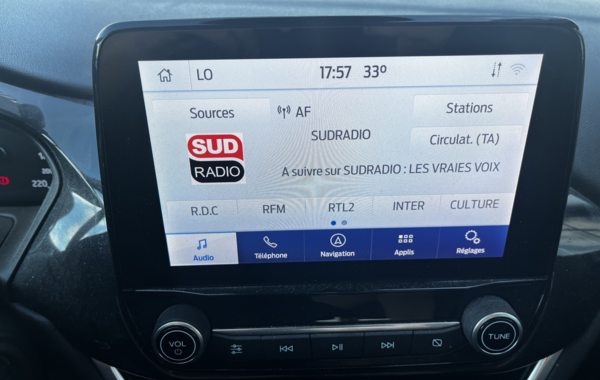 LO 17:57 33°
Sources AF Stations
SUDRADIO Circulat. (TA)
SUD
RADIO
A suivre sur SUDRADIO : LES VRAIES VOIX
R.D.C RFM RTL2 INTER CULTURE
Audio Téléphone Navigation Applis Réglages
220
VOL TUNE